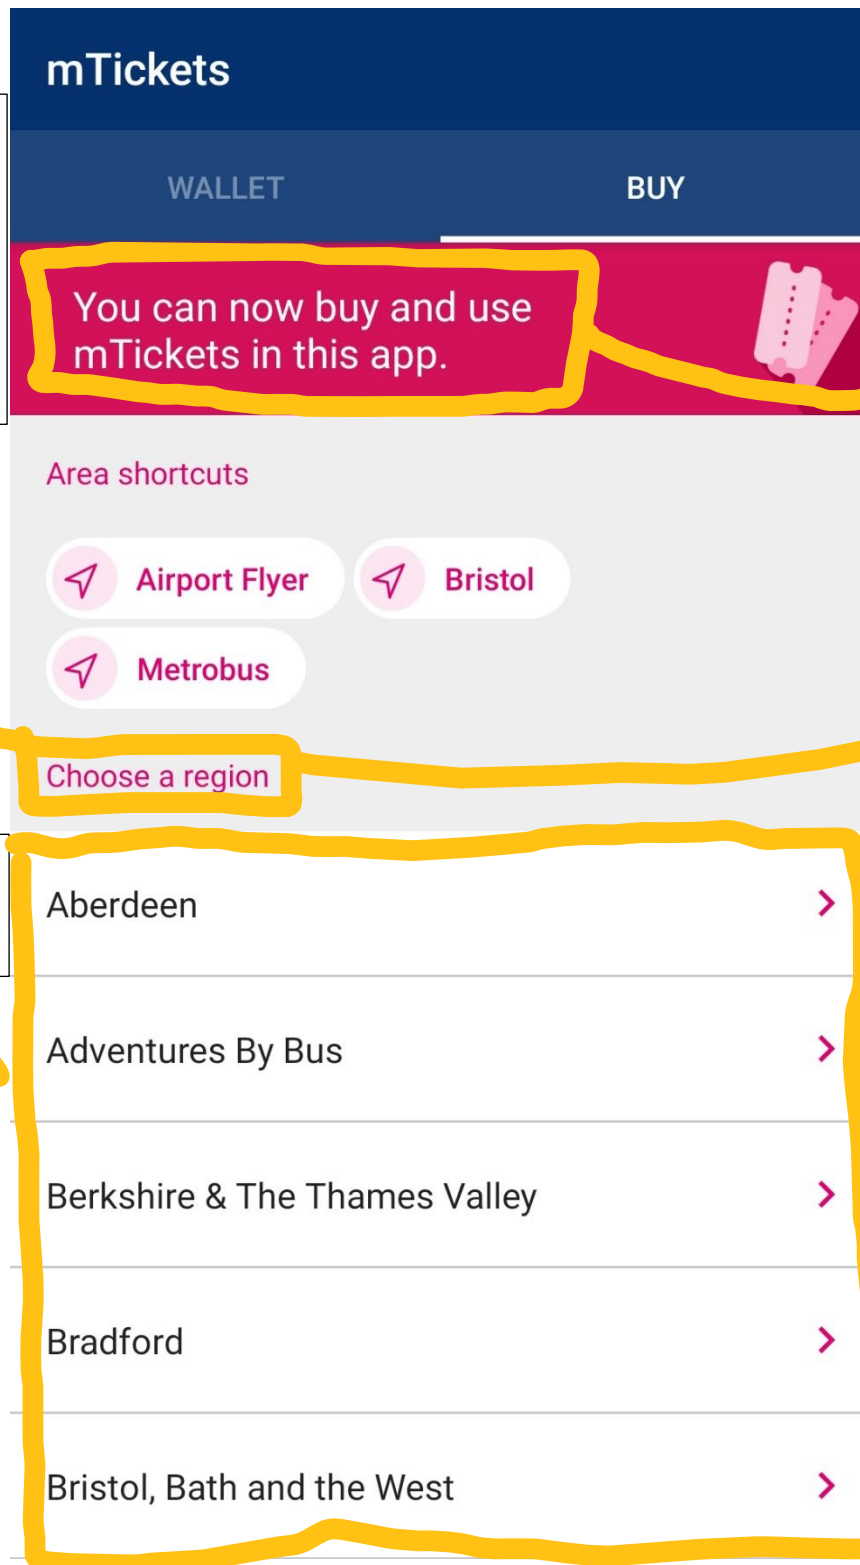 mTickets
WALLET
BUY
You can now buy and use
mTickets in this app.
Area shortcuts
Airport Flyer
Bristol
Metrobus
Choose a region
Aberdeen
Adventures By Bus
Berkshire & The Thames Valley
Bradford
Bristol, Bath and the West